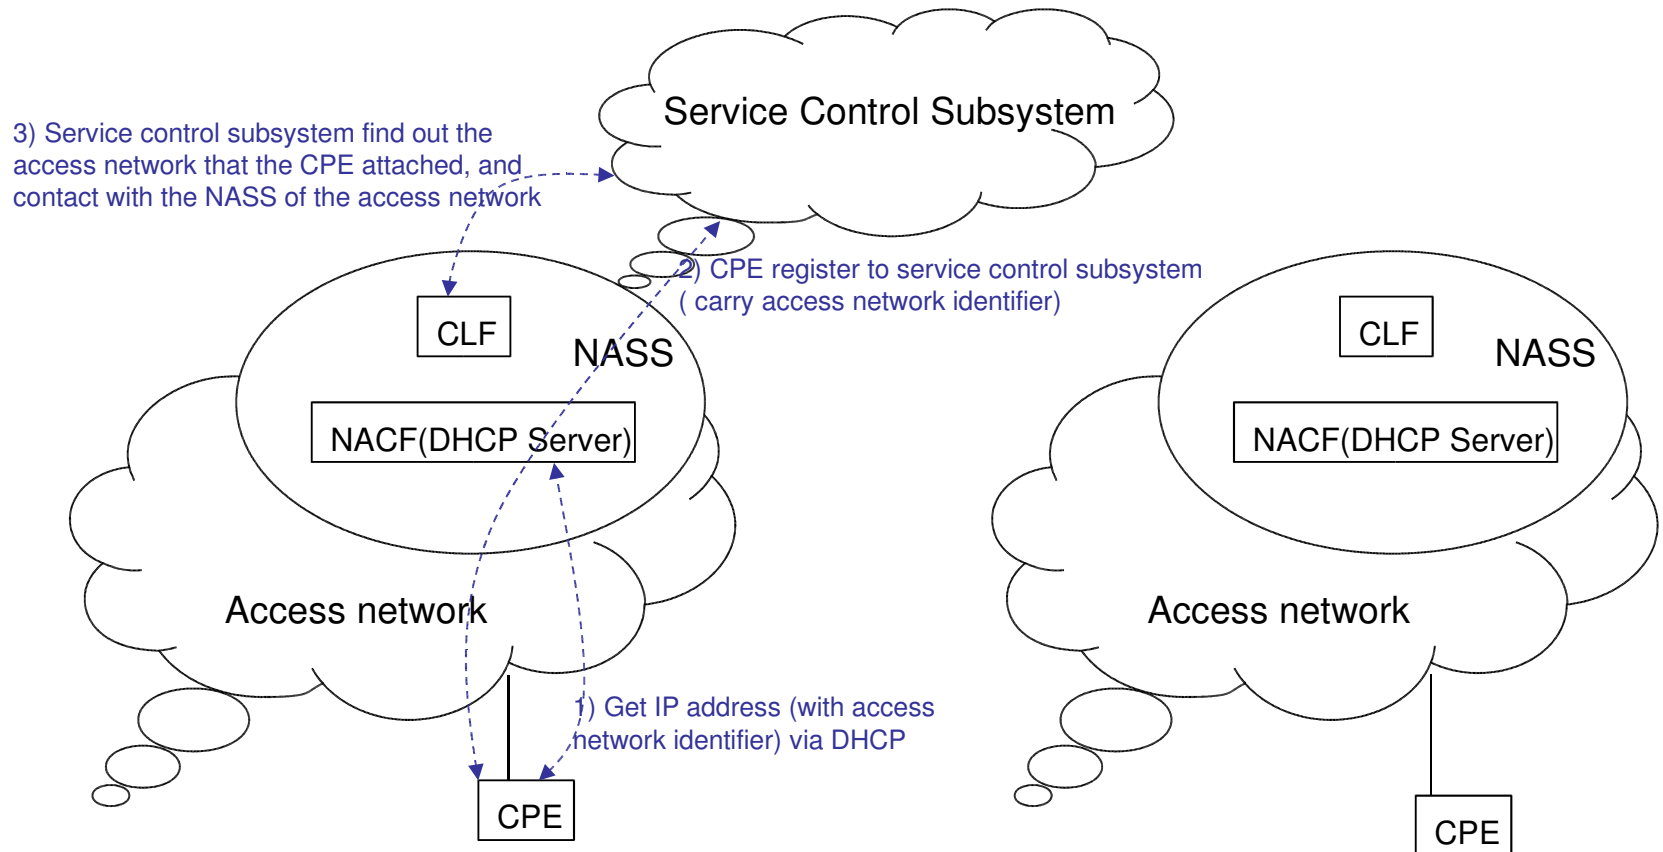 Service Control Subsystem
3) Service control subsystem find out the
access network that the CPE attached, and
contact with the NASS of the access network
2) CPE register to service control subsystem
( carry access network identifier)
CLF
NASS
NACF(DHCP Server)
Access network
1) Get IP address (with access
network identifier) via DHCP
CPE
CLF
NASS
NACF(DHCP Server)
Access network
CPE